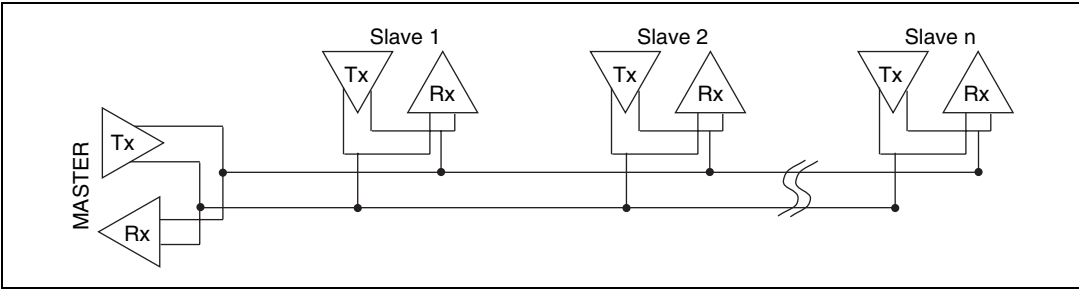 Slave 1
Slave 2
Slave n
Tx
Rx
Tx
Rx
Tx
Rx
MASTER
Tx
Rx